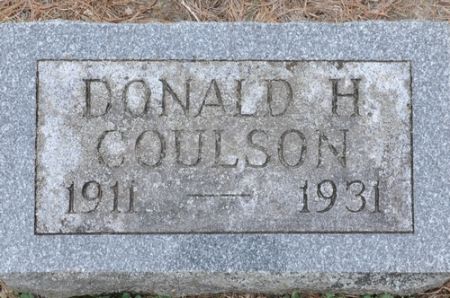 DONALD H.
COULSON
1911 — 1931